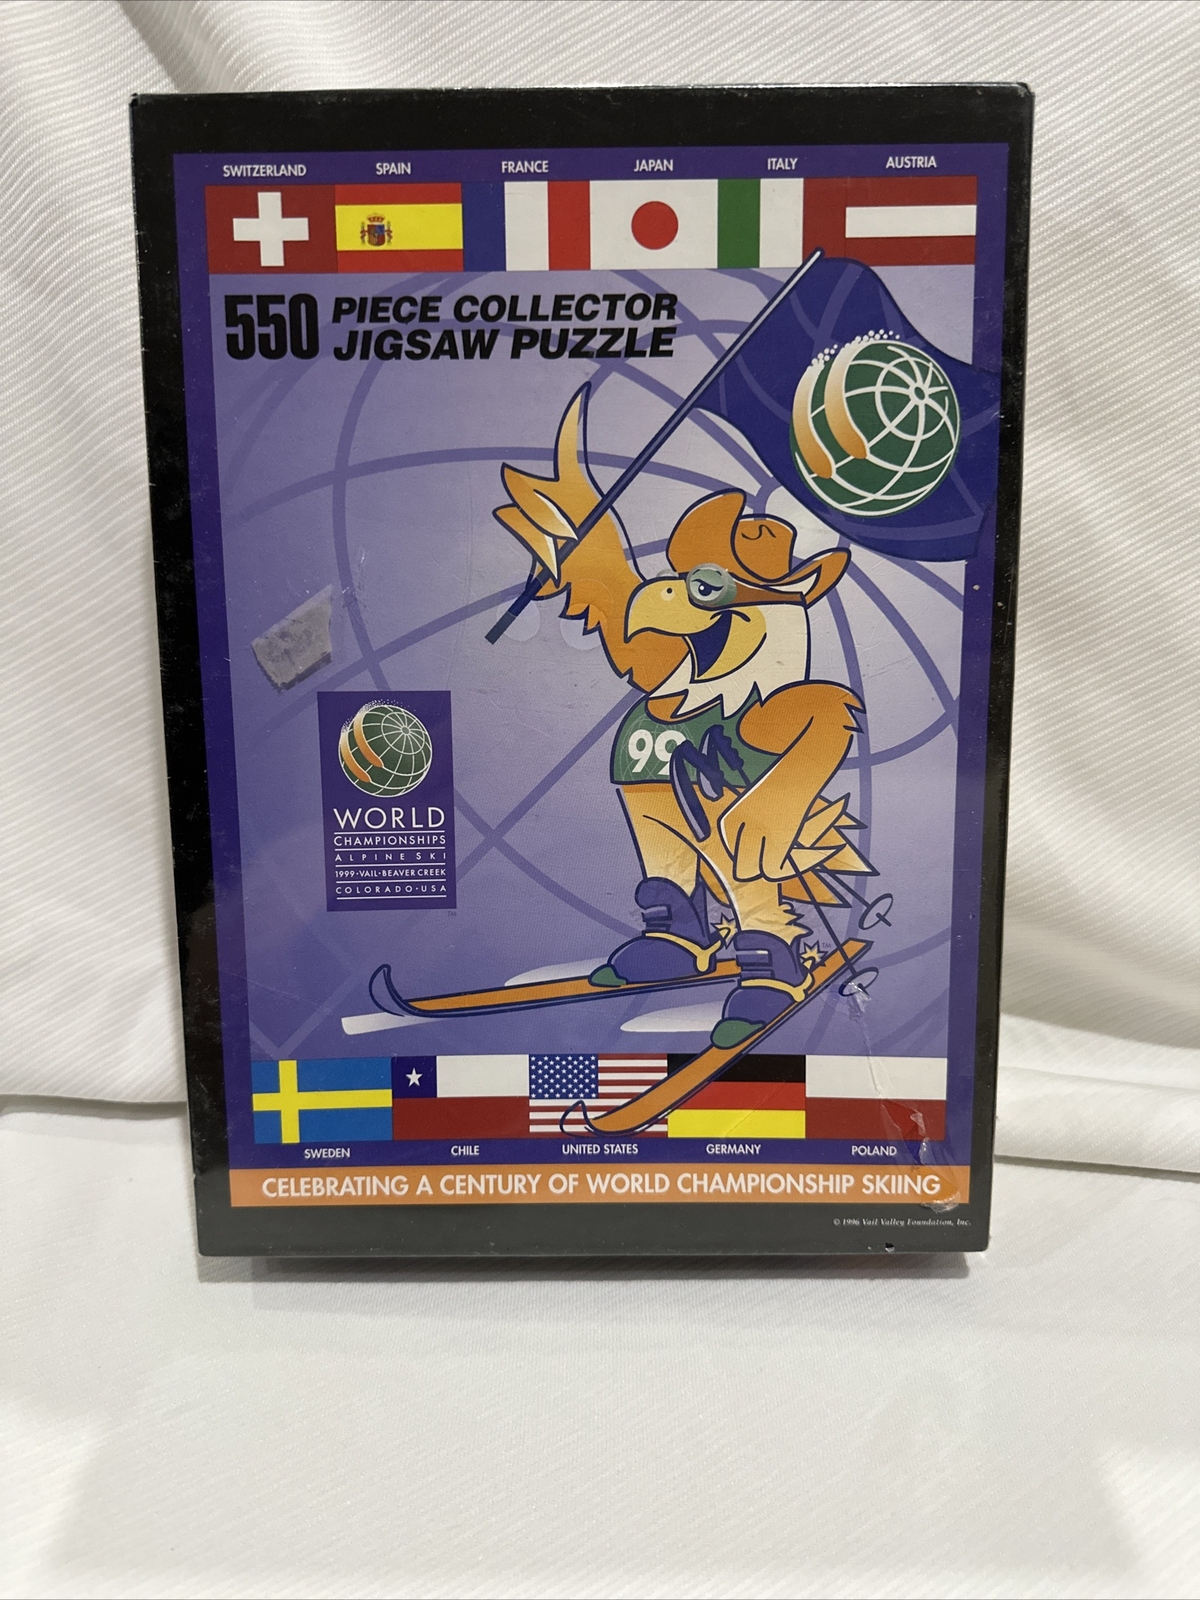 SWITZERLAND SPAIN FRANCE JAPAN ITALY AUSTRIA
550 PIECE COLLECTOR
JIGSAW PUZZLE
99
WORLD
CHAMPIONSHIPS
ALPINE SKI
1999·VAIL·BEAVER CREEK
COLORADO·USA
TM
TM
SWEDEN CHILE UNITED STATES GERMANY POLAND
CELEBRATING A CENTURY OF WORLD CHAMPIONSHIP SKIING
© 1996 Vail Valley Foundation, Inc.